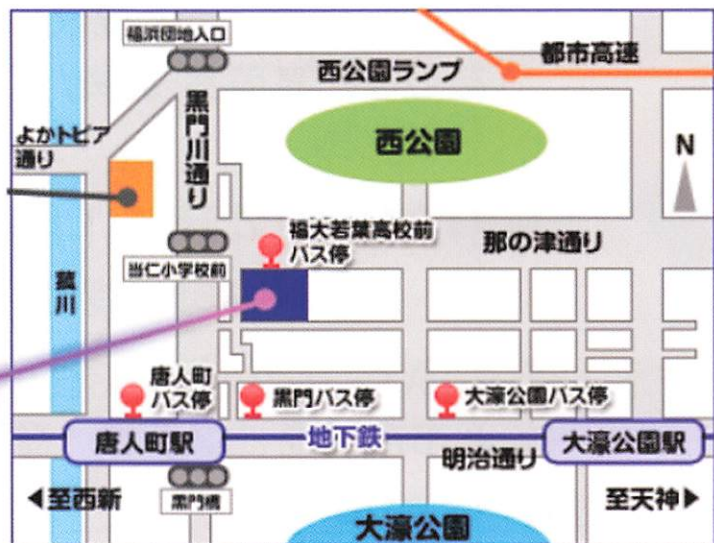 福浜団地入口
都市高速
西公園ランプ
よかトピア
通り
黒門川通り
西公園
N
福大若葉高校前
バス停
那の津通り
当仁小学校前
菰川
唐人町
バス停
黒門バス停
大濠公園バス停
唐人町駅
地下鉄
明治通り
大濠公園駅
◀至西新
黒門橋
至天神▶
大濠公園